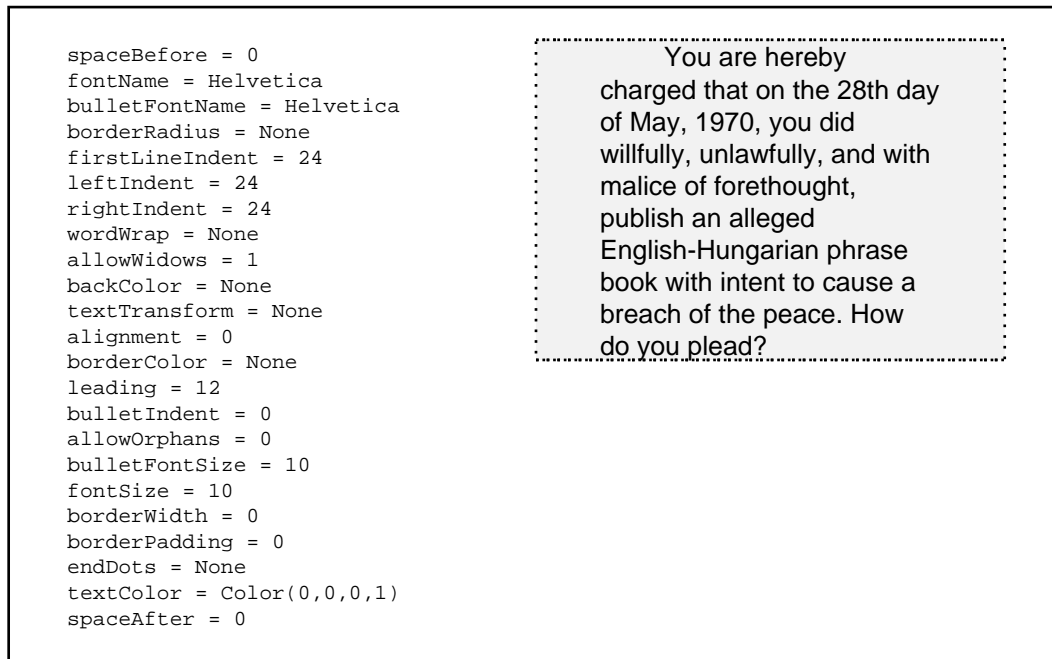 spaceBefore = 0
fontName = Helvetica
bulletFontName = Helvetica
borderRadius = None
firstLineIndent = 24
leftIndent = 24
rightIndent = 24
wordWrap = None
allowWidows = 1
backColor = None
textTransform = None
alignment = 0
borderColor = None
leading = 12
bulletIndent = 0
allowOrphans = 0
bulletFontSize = 10
fontSize = 10
borderWidth = 0
borderPadding = 0
endDots = None
textColor = Color(0,0,0,1)
spaceAfter = 0
You are hereby
charged that on the 28th day
of May, 1970, you did
willfully, unlawfully, and with
malice of forethought,
publish an alleged
English-Hungarian phrase
book with intent to cause a
breach of the peace. How
do you plead?